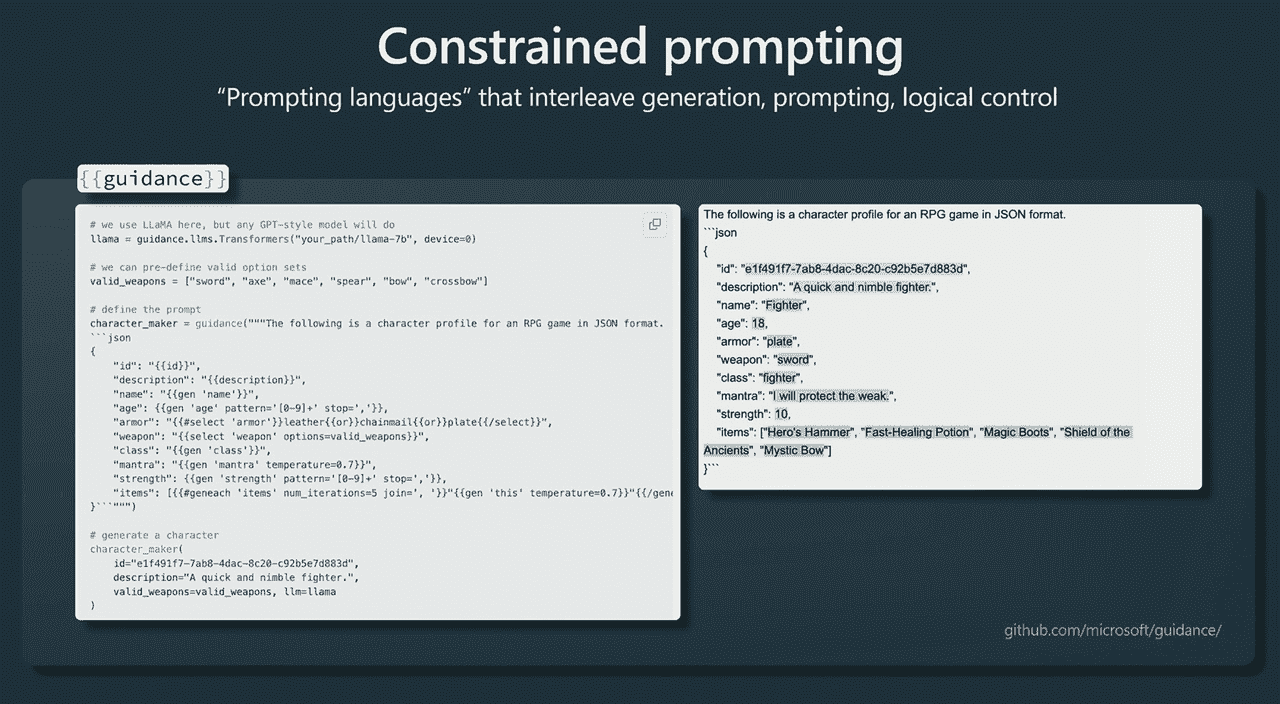 Constrained prompting
“Prompting languages” that interleave generation, prompting, logical control
{{guidance}}
# we use LLaMA here, but any GPT-style model will do
llama = guidance.llms.Transformers("your_path/llama-7b", device=0)
# we can pre-define valid option sets
valid_weapons = ["sword", "axe", "mace", "spear", "bow", "crossbow"]
# define the prompt
character_maker = guidance("""The following is a character profile for an RPG game in JSON format.
```json
{
"id": "{{id}}",
"description": "{{description}}",
"name": "{{gen 'name'}}",
"age": {{gen 'age' pattern='[0-9]+' stop=','}},
"armor": "{{#select 'armor'}}leather{{or}}chainmail{{or}}plate{{/select}}",
"weapon": "{{select 'weapon' options=valid_weapons}}",
"class": "{{gen 'class'}}",
"mantra": "{{gen 'mantra' temperature=0.7}}",
"strength": {{gen 'strength' pattern='[0-9]+' stop=','}},
"items": [{{#geneach 'items' num_iterations=5 join=', '}}"{{gen 'this' temperature=0.7}}"{{/gene
}```""")
# generate a character
character_maker(
id="e1f491f7-7ab8-4dac-8c20-c92b5e7d883d",
description="A quick and nimble fighter.",
valid_weapons=valid_weapons, llm=llama
)
The following is a character profile for an RPG game in JSON format.
```json
{
"id": "e1f491f7-7ab8-4dac-8c20-c92b5e7d883d",
"description": "A quick and nimble fighter.",
"name": "Fighter",
"age": 18,
"armor": "plate",
"weapon": "sword",
"class": "fighter",
"mantra": "I will protect the weak.",
"strength": 10,
"items": ["Hero's Hammer", "Fast-Healing Potion", "Magic Boots", "Shield of the
Ancients", "Mystic Bow"]
}```
github.com/microsoft/guidance/